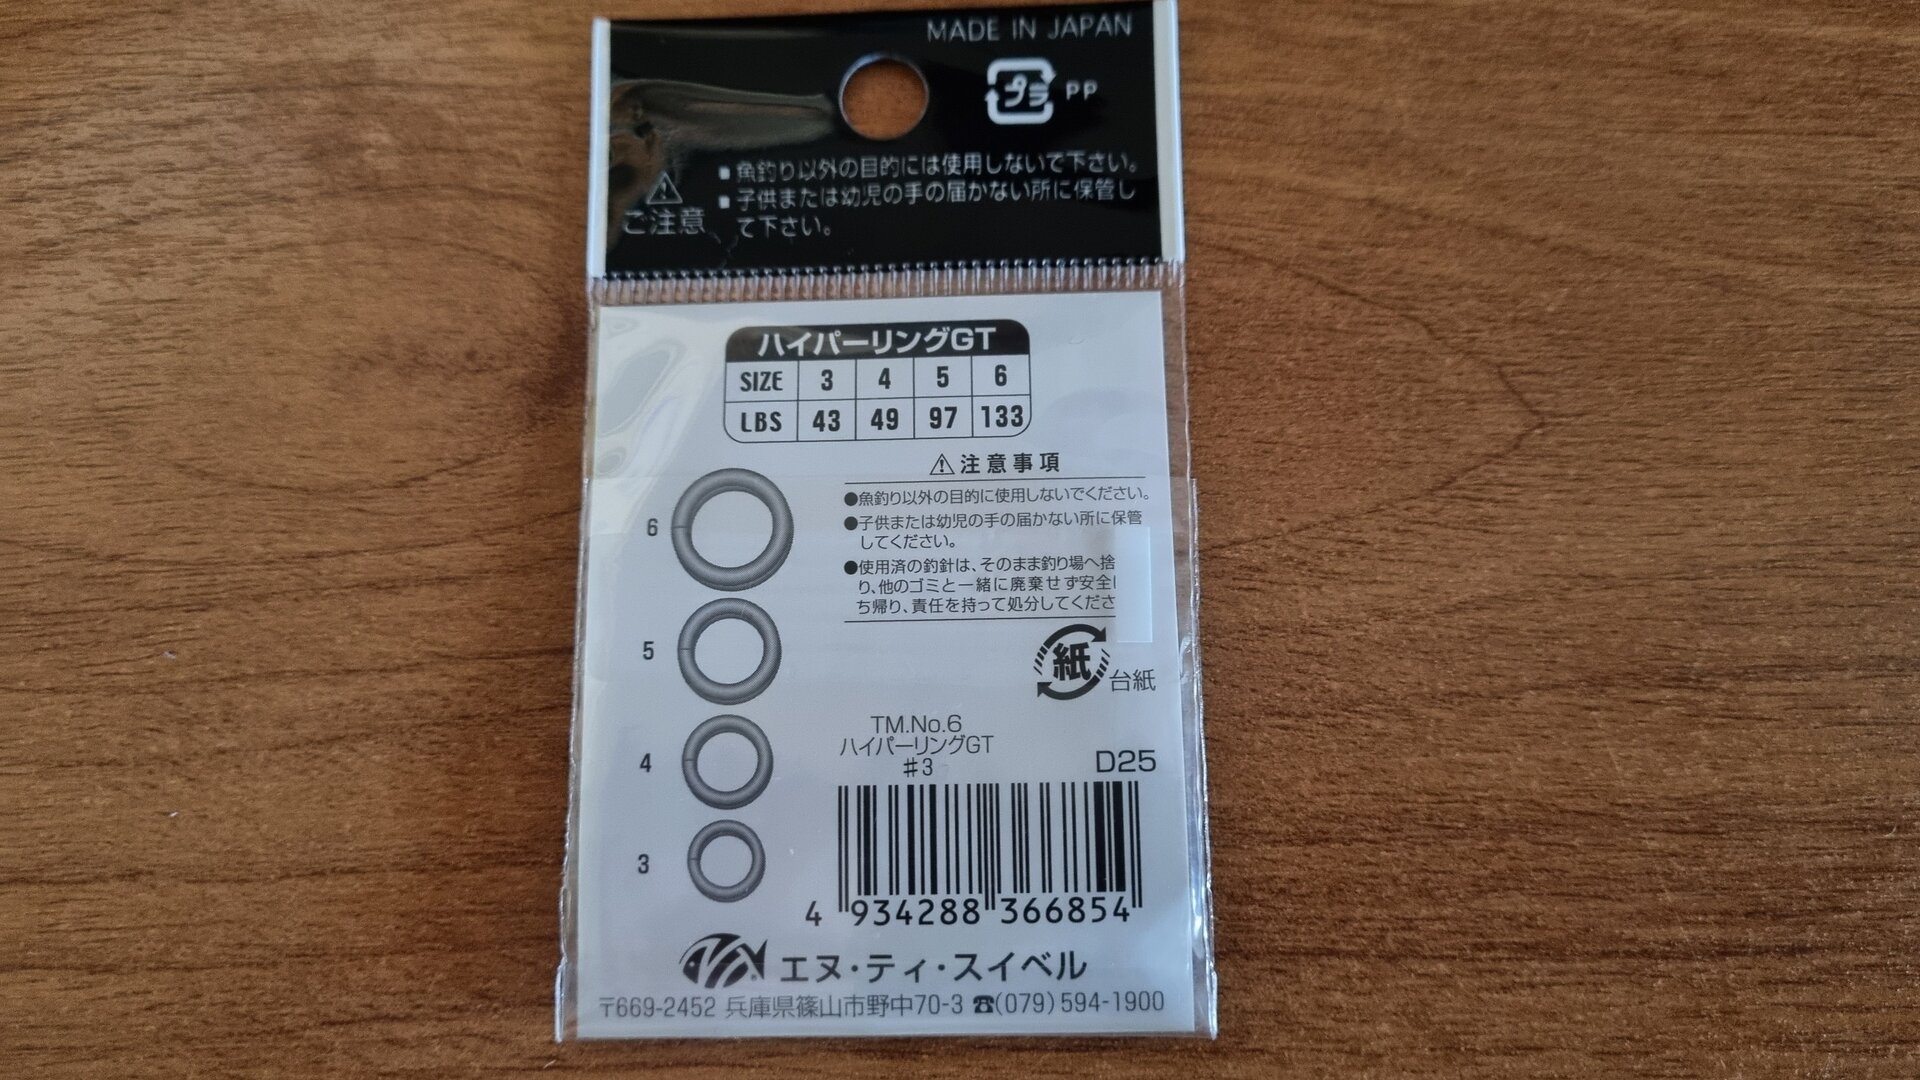 MADE IN JAPAN
プラ PP
ご注意
■ 魚釣り以外の目的には使用しないで下さい。
■ 子供または幼児の手の届かない所に保管し
て下さい。
ハイパーリングGT
SIZE 3 4 5 6
LBS 43 49 97 133
注意事項
●魚釣り以外の目的に使用しないでください。
●子供または幼児の手の届かない所に保管
してください。
●使用済の釣針は、そのまま釣り場へ捨
り、他のゴミと一緒に廃棄せず安全
ち帰り、責任を持って処分してくださ
6
5
4
3
紙 台紙
TM.No.6
ハイパーリングGT
#3
D25
4 934288 366854
エヌ・ティ・スイベル
〒669-2452 兵庫県篠山市野中70-3 ☎(079)594-1900